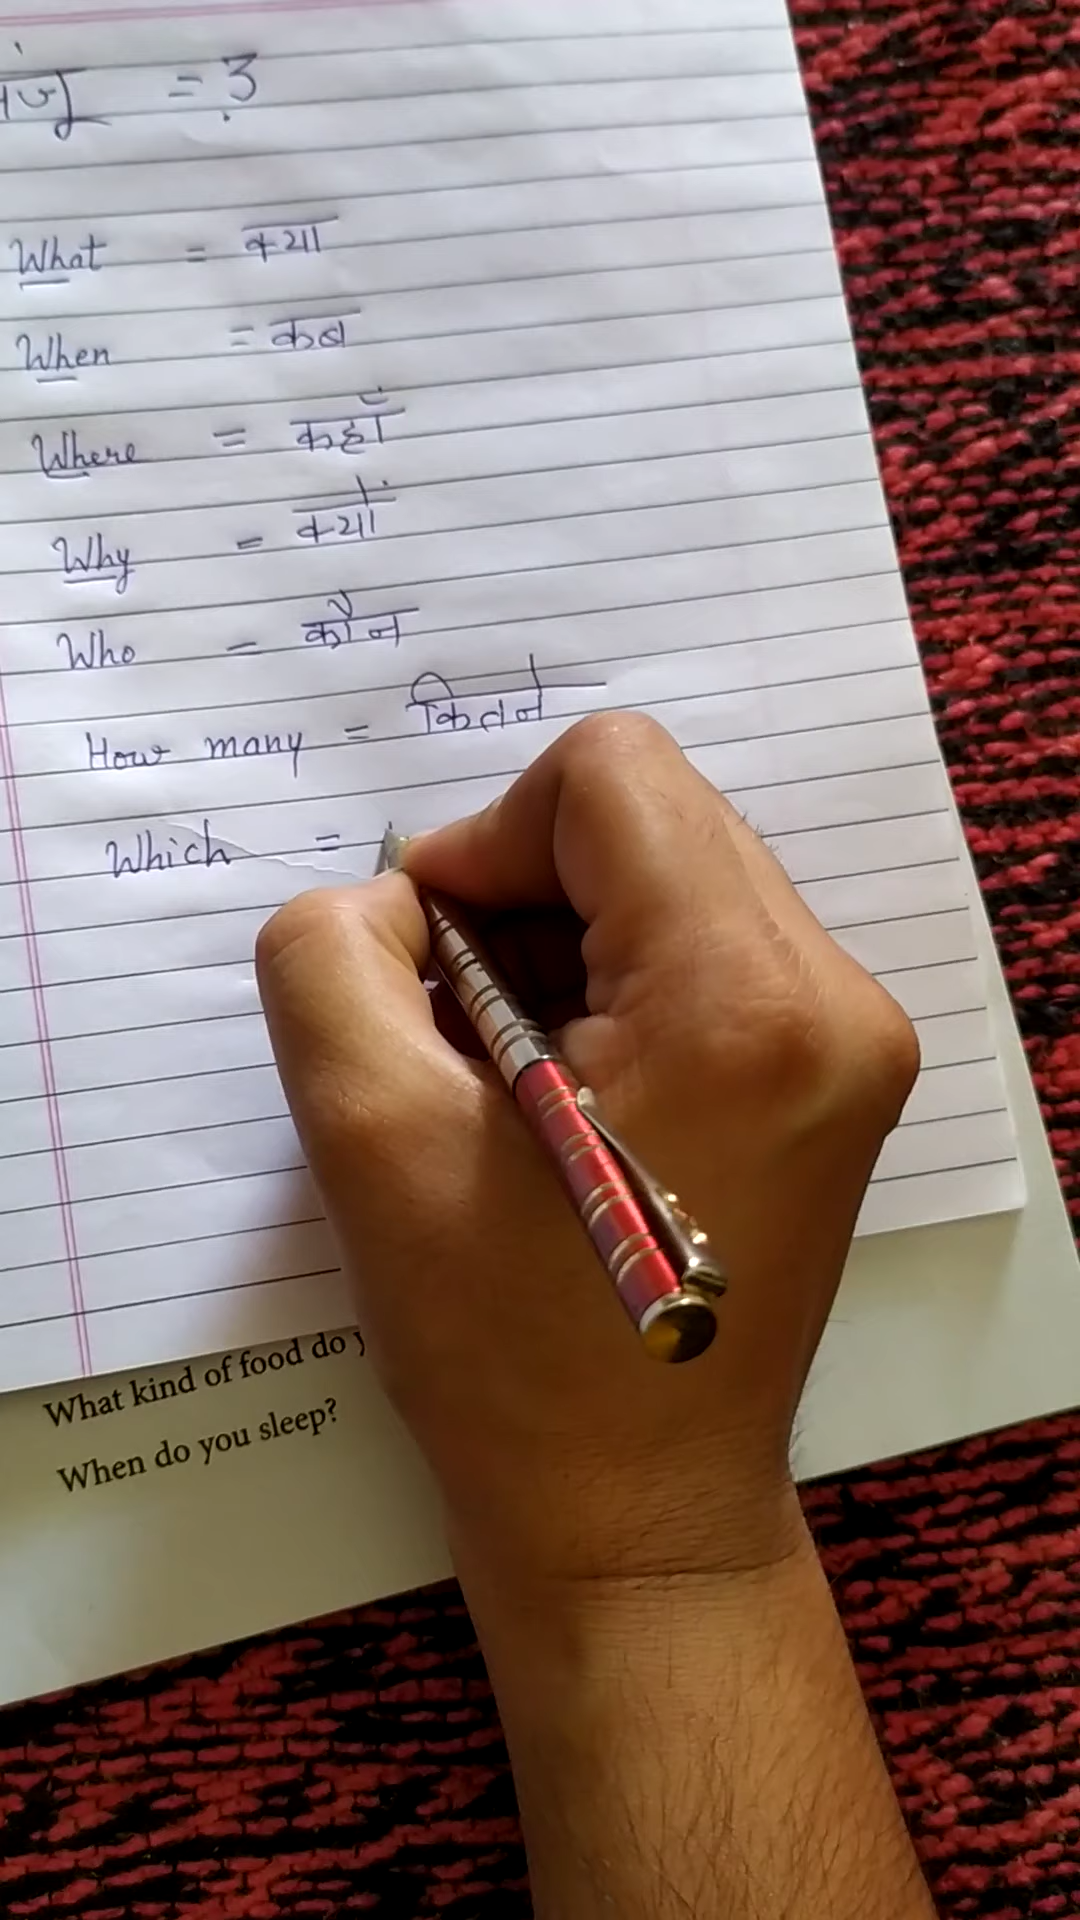 = 3
What = क्या
When = कब
Where = कहाँ
Why = क्यों
Who = कौन
How many = कितने
Which =
What kind of food do y
When do you sleep?